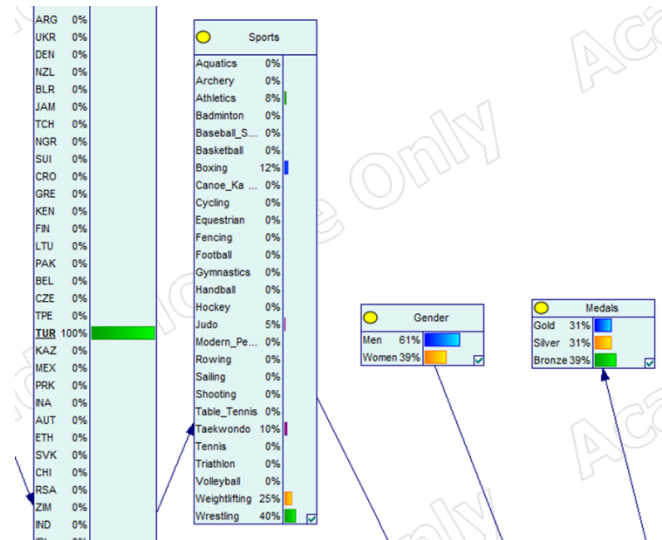 ARG 0%
UKR 0%
DEN 0%
NZL 0%
BLR 0%
JAM 0%
TCH 0%
NGR 0%
SUI 0%
CRO 0%
GRE 0%
KEN 0%
FIN 0%
LTU 0%
PAK 0%
BEL 0%
CZE 0%
TPE 0%
TUR 100%
KAZ 0%
MEX 0%
PRK 0%
INA 0%
AUT 0%
ETH 0%
SVK 0%
CHI 0%
RSA 0%
ZIM 0%
IND 0%
Sports
Aquatics 0%
Archery 0%
Athletics 8%
Badminton 0%
Baseball_S... 0%
Basketball 0%
Boxing 12%
Canoe_Ka ... 0%
Cycling 0%
Equestrian 0%
Fencing 0%
Football 0%
Gymnastics 0%
Handball 0%
Hockey 0%
Judo 5%
Modern_Pe... 0%
Rowing 0%
Sailing 0%
Shooting 0%
Table_Tennis 0%
Taekwondo 10%
Tennis 0%
Triathlon 0%
Volleyball 0%
Weightlifting 25%
Wrestling 40%
Gender
Men 61%
Women 39%
Medals
Gold 31%
Silver 31%
Bronze 39%
Only